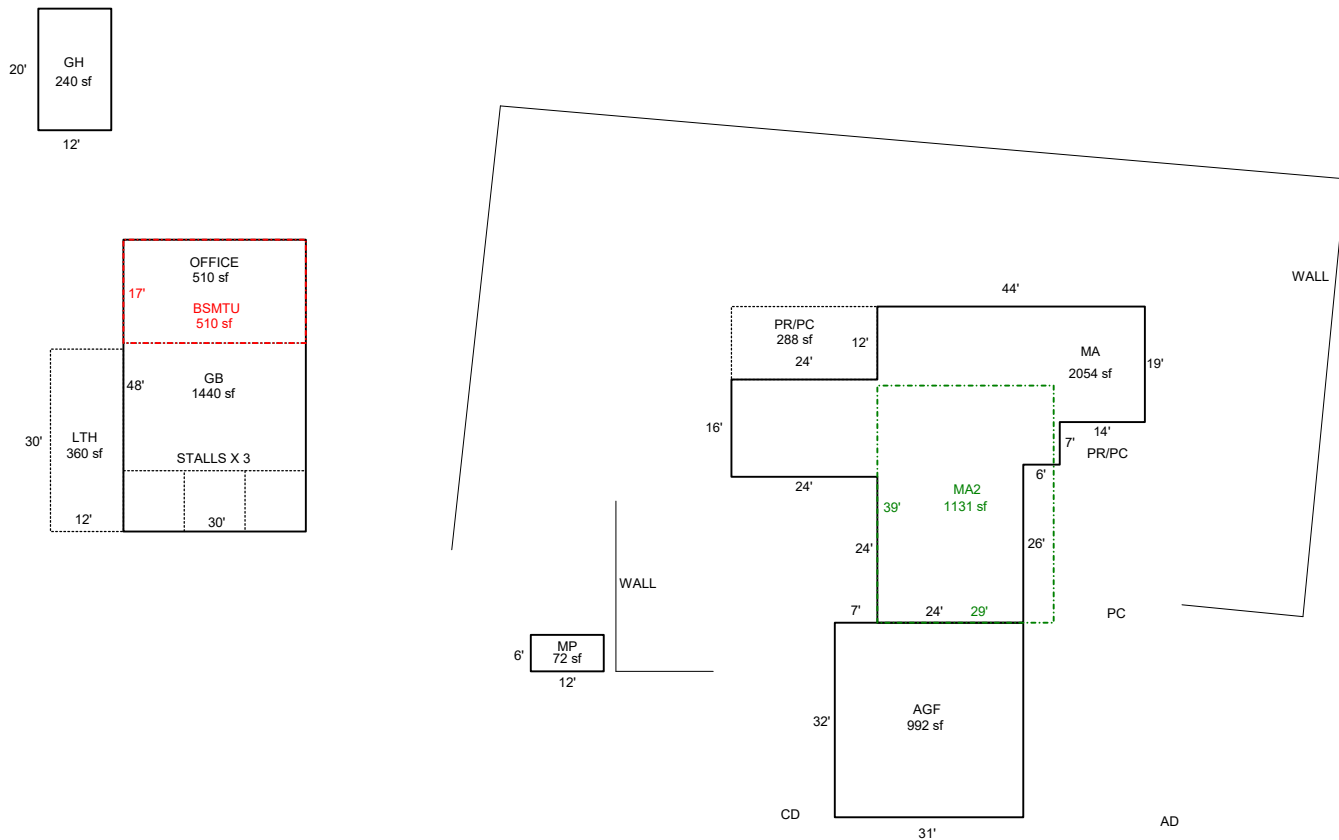 GH
20'
240 sf
12'
OFFICE
510 sf
17'
BSMTU
510 sf
48'
GB
1440 sf
30'
LTH
360 sf
STALLS X 3
12'
30'
WALL
44'
PR/PC
288 sf
12'
24'
MA
2054 sf
19'
16'
7'
14'
PR/PC
6'
24'
MA2
1131 sf
39'
24'
26'
WALL
7'
24'
29'
PC
6'
MP
72 sf
12'
AGF
992 sf
32'
CD
AD
31'